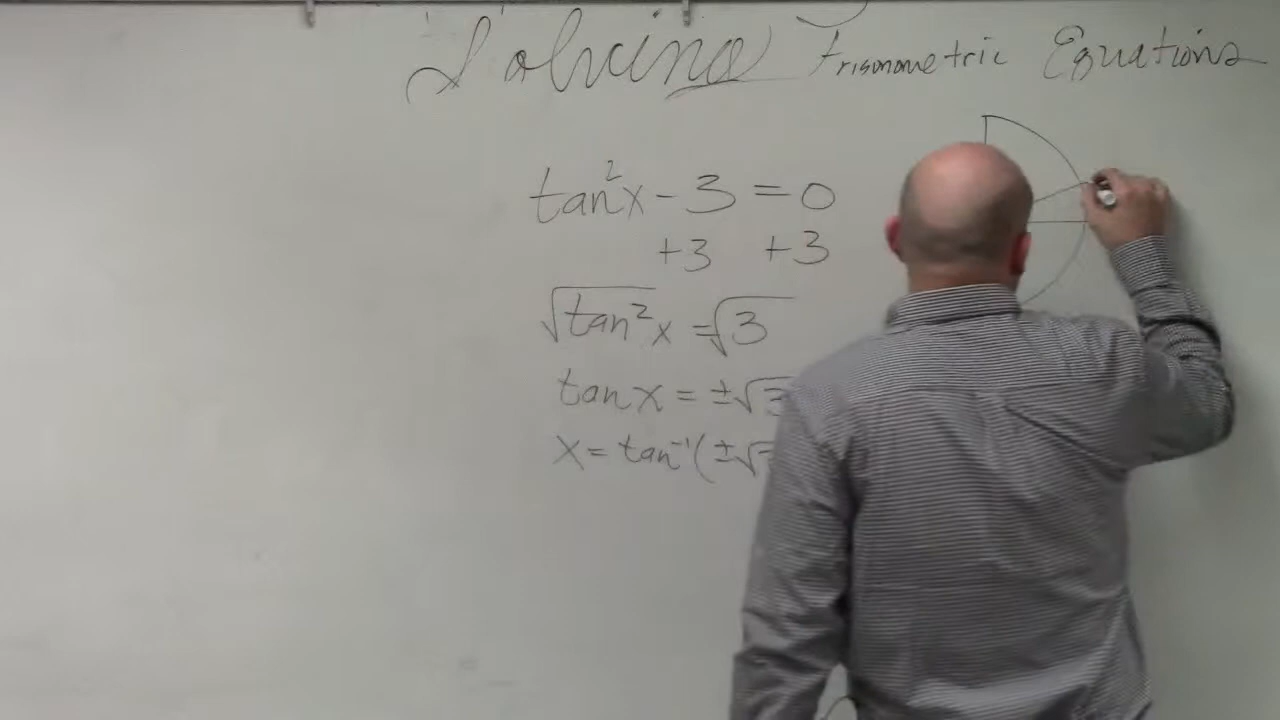 Solving Trigonometric Equations
tan²x - 3 = 0
+3 +3
√tan²x = √3
tan x = ±√3
x = tan⁻¹(±√